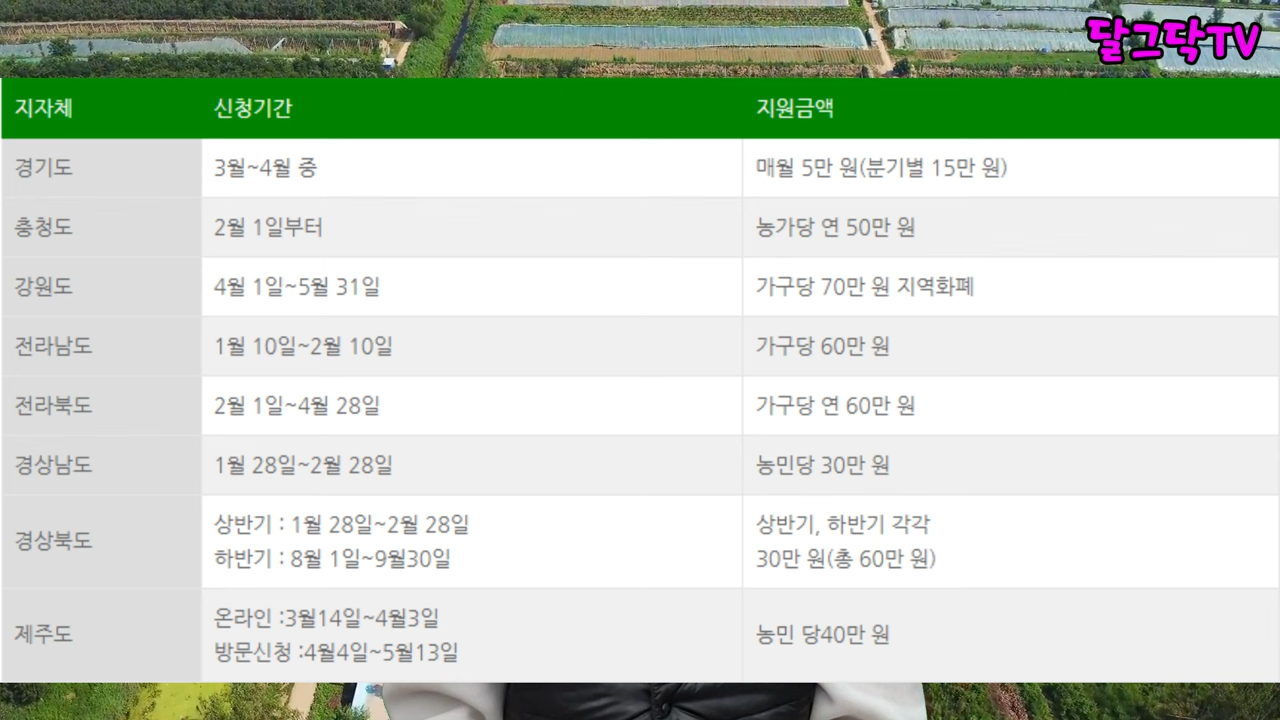 달그닥TV
지자체 신청기간 지원금액
경기도 3월~4월 중 매월 5만 원(분기별 15만 원)
충청도 2월 1일부터 농가당 연 50만 원
강원도 4월 1일~5월 31일 가구당 70만 원 지역화폐
전라남도 1월 10일~2월 10일 가구당 60만 원
전라북도 2월 1일~4월 28일 가구당 연 60만 원
경상남도 1월 28일~2월 28일 농민당 30만 원
경상북도 상반기 : 1월 28일~2월 28일 상반기, 하반기 각각
하반기 : 8월 1일~9월30일 30만 원(총 60만 원)
제주도 온라인 :3월14일~4월3일 농민 당40만 원
방문신청 :4월4일~5월13일